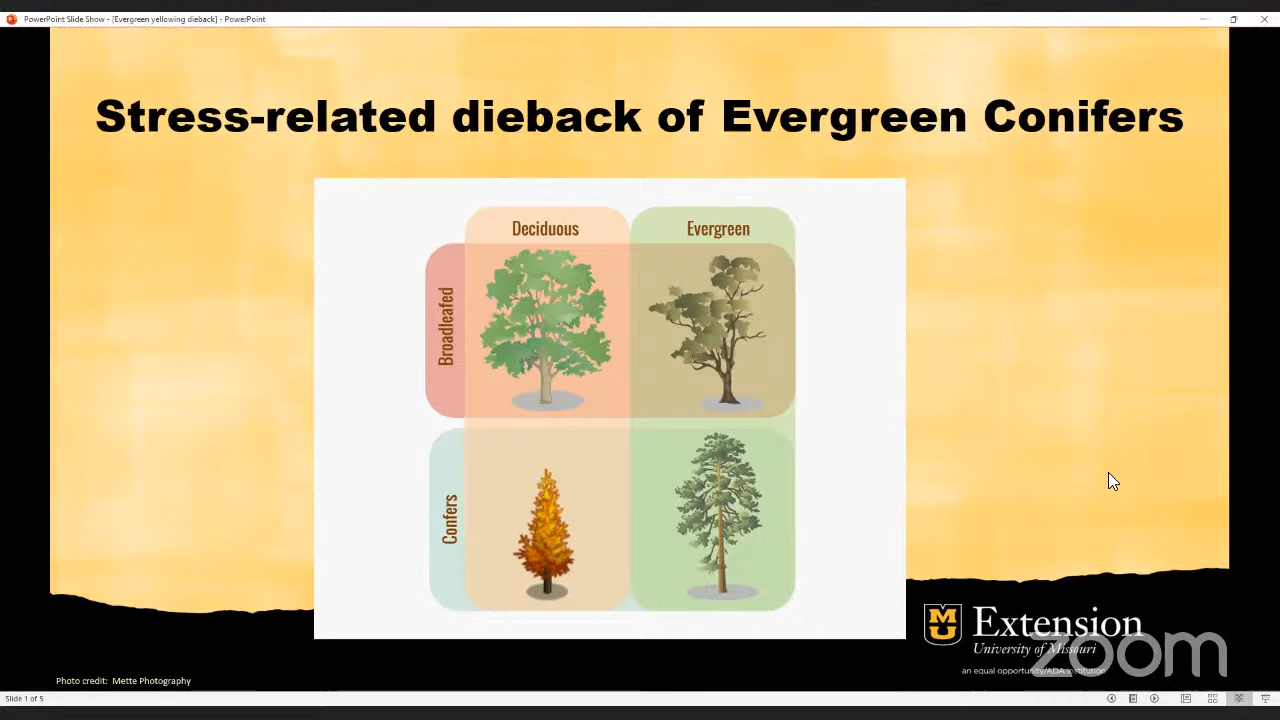 PowerPoint Slide Show - [Evergreen yellowing dieback] - PowerPoint
Stress-related dieback of Evergreen Conifers
Deciduous Evergreen
Broadleafed
Confers
MU Extension
University of Missouri
zoom
an equal opportunity/ADA institution
Photo credit: Mette Photography
Slide 1 of 5